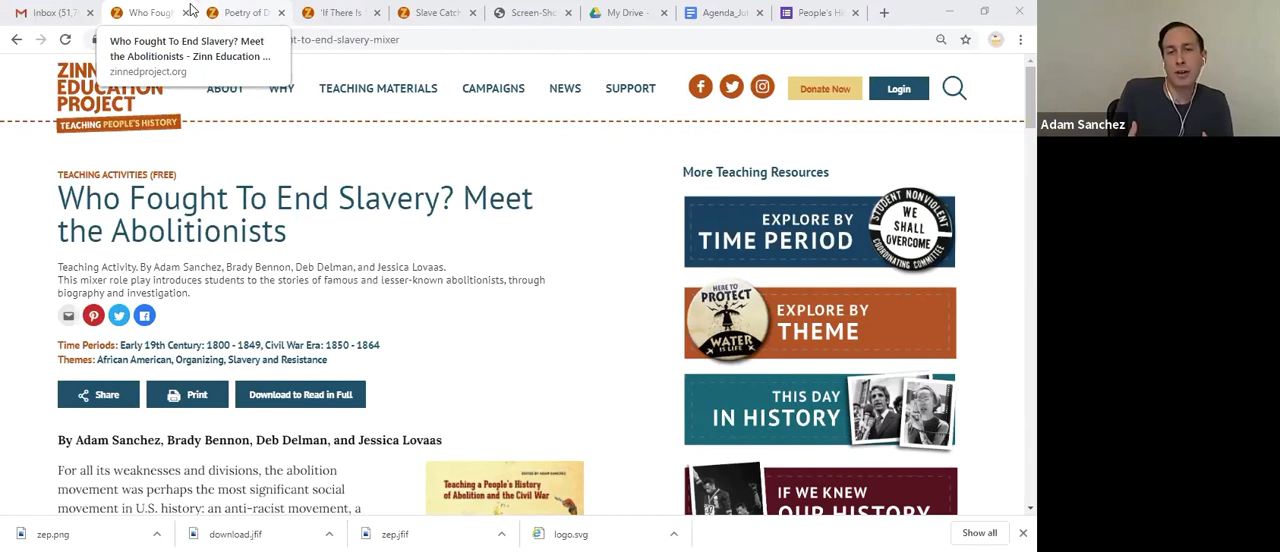 Inbox (51,7
Who Fough
Poetry of D
'If There Is
Slave Catch
Screen-Sho
My Drive -
Agenda_Jul
People's His
Who Fought To End Slavery? Meet
the Abolitionists - Zinn Education ...
zinnedproject.org
t-to-end-slavery-mixer
ZINN
EDUCATION
PROJECT
TEACHING PEOPLE'S HISTORY
ABOUT
WHY
TEACHING MATERIALS
CAMPAIGNS
NEWS
SUPPORT
Donate Now
Login
Adam Sanchez
TEACHING ACTIVITIES (FREE)
Who Fought To End Slavery? Meet
the Abolitionists
Teaching Activity. By Adam Sanchez, Brady Bennon, Deb Delman, and Jessica Lovaas.
This mixer role play introduces students to the stories of famous and lesser-known abolitionists, through
biography and investigation.
Time Periods: Early 19th Century: 1800 - 1849, Civil War Era: 1850 - 1864
Themes: African American, Organizing, Slavery and Resistance
Share
Print
Download to Read in Full
By Adam Sanchez, Brady Bennon, Deb Delman, and Jessica Lovaas
For all its weaknesses and divisions, the abolition
movement was perhaps the most significant social
movement in U.S. history: an anti-racist movement, a
EDITED BY ADAM SANCHEZ
Teaching a People's History
of Abolition and the Civil War
More Teaching Resources
EXPLORE BY
TIME PERIOD
STUDENT NONVIOLENT
WE
SHALL
OVERCOME
COORDINATING COMMITTEE
HERE TO
PROTECT
WATER
IS LIFE
EXPLORE BY
THEME
THIS DAY
IN HISTORY
IF WE KNEW
OUR HISTORY
zep.png
download.jfif
zep.jfif
logo.svg
Show all